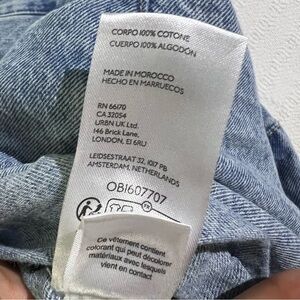 CORPO 100% COTONE
CUERPO 100% ALGODÓN
MADE IN MOROCCO
HECHO EN MARRUECOS
RN 66170
CA 32054
URBN UK Ltd.
146 Brick Lane,
LONDON, E1 6RU
LEIDSESTRAAT 32, 1017 PB
AMSTERDAM, NETHERLANDS
OB1607707
FR
Ce vêtement contient
colorant qui peut décolorer
matériaux avec lesquels
vient en contact